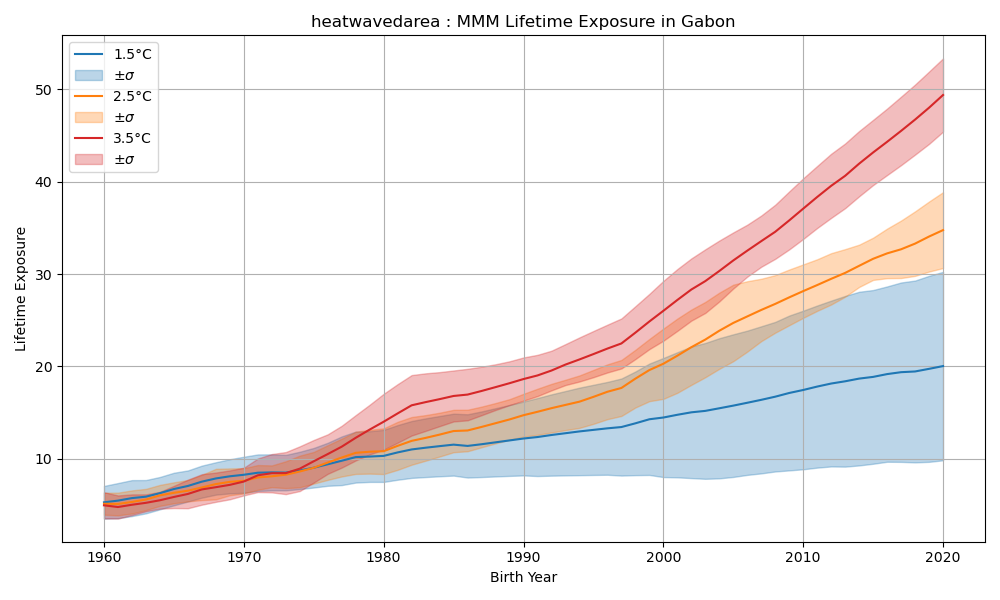 heatwavedarea : MMM Lifetime Exposure in Gabon
1.5°C
±σ
2.5°C
±σ
3.5°C
±σ
Lifetime Exposure
50
40
30
20
10
1960 1970 1980 1990 2000 2010 2020
Birth Year